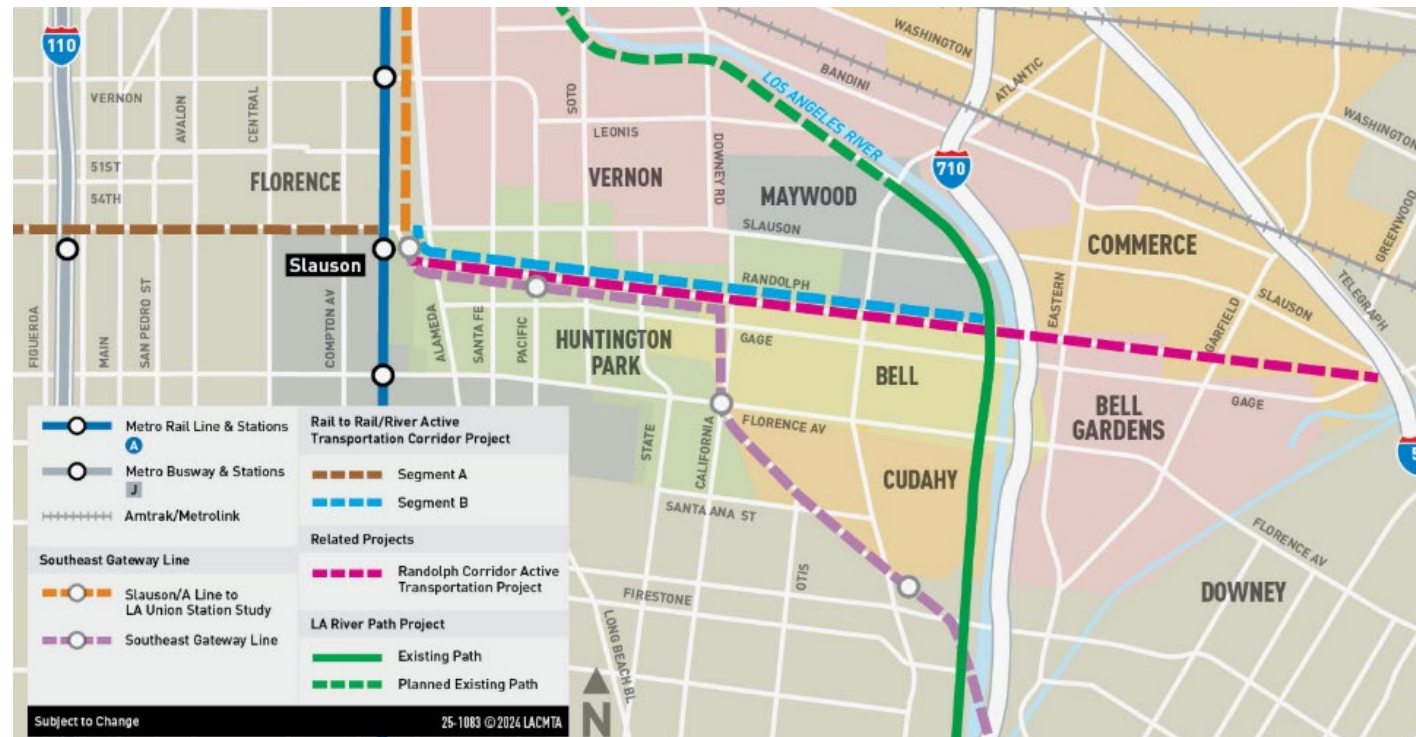 110
VERNON
AVALON
CENTRAL
51ST
54TH
FLORENCE
SOTO
LEONIS
VERNON
DOWNEY RD
LOS ANGELES RIVER
WASHINGTON
BANDINI
ATLANTIC
WASHINGTON
710
MAYWOOD
SLAUSON
RANDOLPH
COMMERCE
GREENWOOD
TELEGRAPH
SLAUSON
GARFIELD
EASTERN
Slauson
FIGUEROA
MAIN
SAN PEDRO ST
COMPTON AV
ALAMEDA
SANTA FE
PACIFIC
HUNTINGTON
PARK
GAGE
BELL
BELL
GARDENS
GAGE
5
STATE
CALIFORNIA
FLORENCE AV
CUDAHY
SANTA ANA ST
OTIS
FIRESTONE
LONG BEACH BL
FLORENCE AV
DOWNEY
N
Metro Rail Line & Stations
A
Metro Busway & Stations
J
Amtrak/Metrolink
Southeast Gateway Line
Slauson/A Line to
LA Union Station Study
Southeast Gateway Line
Rail to Rail/River Active
Transportation Corridor Project
Segment A
Segment B
Related Projects
Randolph Corridor Active
Transportation Project
LA River Path Project
Existing Path
Planned Existing Path
Subject to Change
25-1083 © 2024 LACMTA